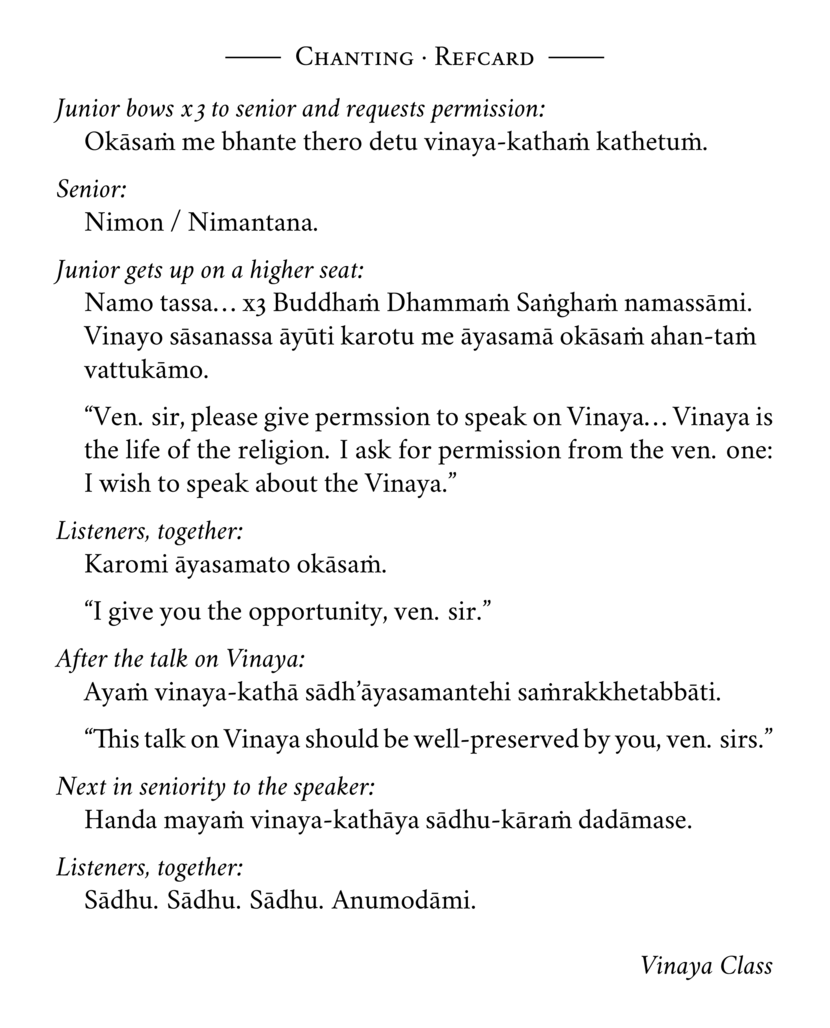 Chanting · Refcard
Junior bows x3 to senior and requests permission:
Okāsaṁ me bhante thero detu vinaya-kathaṁ kathetuṁ.
Senior:
Nimon / Nimantana.
Junior gets up on a higher seat:
Namo tassa… x3 Buddhaṁ Dhammaṁ Saṅghaṁ namassāmi.
Vinayo sāsanassa āyūti karotu me āyasamā okāsaṁ ahan-taṁ
vattukāmo.
“Ven. sir, please give permssion to speak on Vinaya… Vinaya is
the life of the religion. I ask for permission from the ven. one:
I wish to speak about the Vinaya.”
Listeners, together:
Karomi āyasamato okāsaṁ.
“I give you the opportunity, ven. sir.”
After the talk on Vinaya:
Ayaṁ vinaya-kathā sādh’āyasamantehi saṁrakkhetabbāti.
“This talk on Vinaya should be well-preserved by you, ven. sirs.”
Next in seniority to the speaker:
Handa mayaṁ vinaya-kathāya sādhu-kāraṁ dadāmase.
Listeners, together:
Sādhu. Sādhu. Sādhu. Anumodāmi.
Vinaya Class